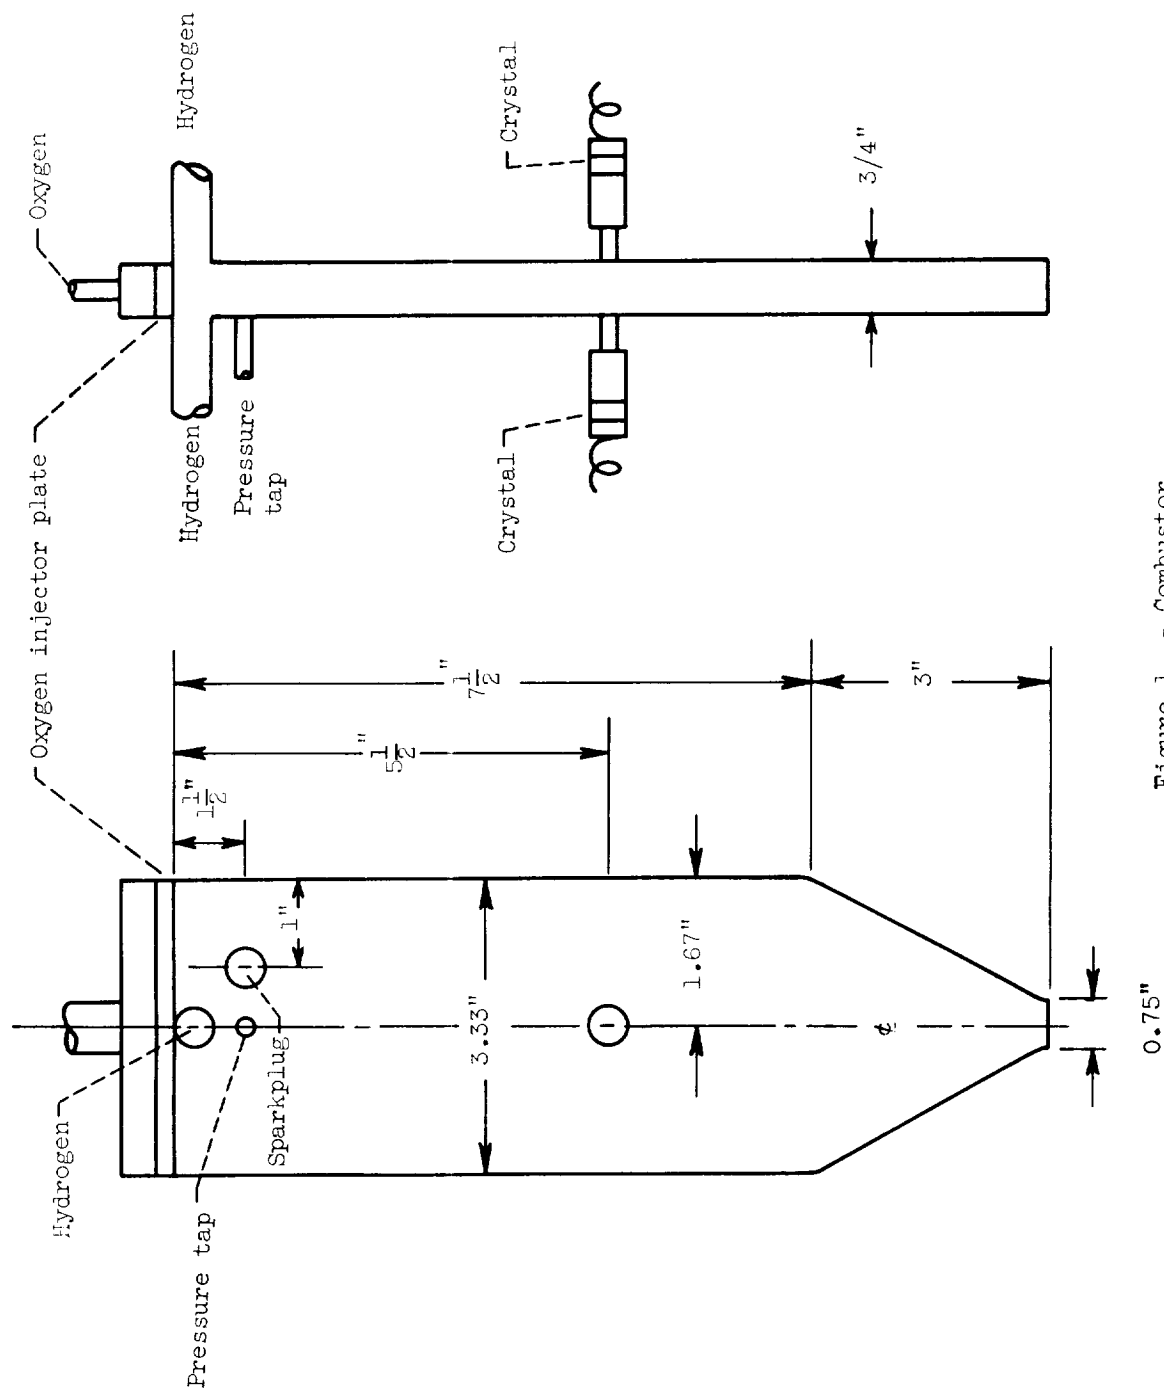 Oxygen injector plate
Oxygen
Hydrogen
Hydrogen
Pressure
tap
Crystal
Crystal
3/4"
Hydrogen
Pressure tap
Sparkplug
1"
1 1/2"
5 1/2"
7 1/2"
3"
3.33"
1.67"
℄
0.75"
Figure 1. - Combustor